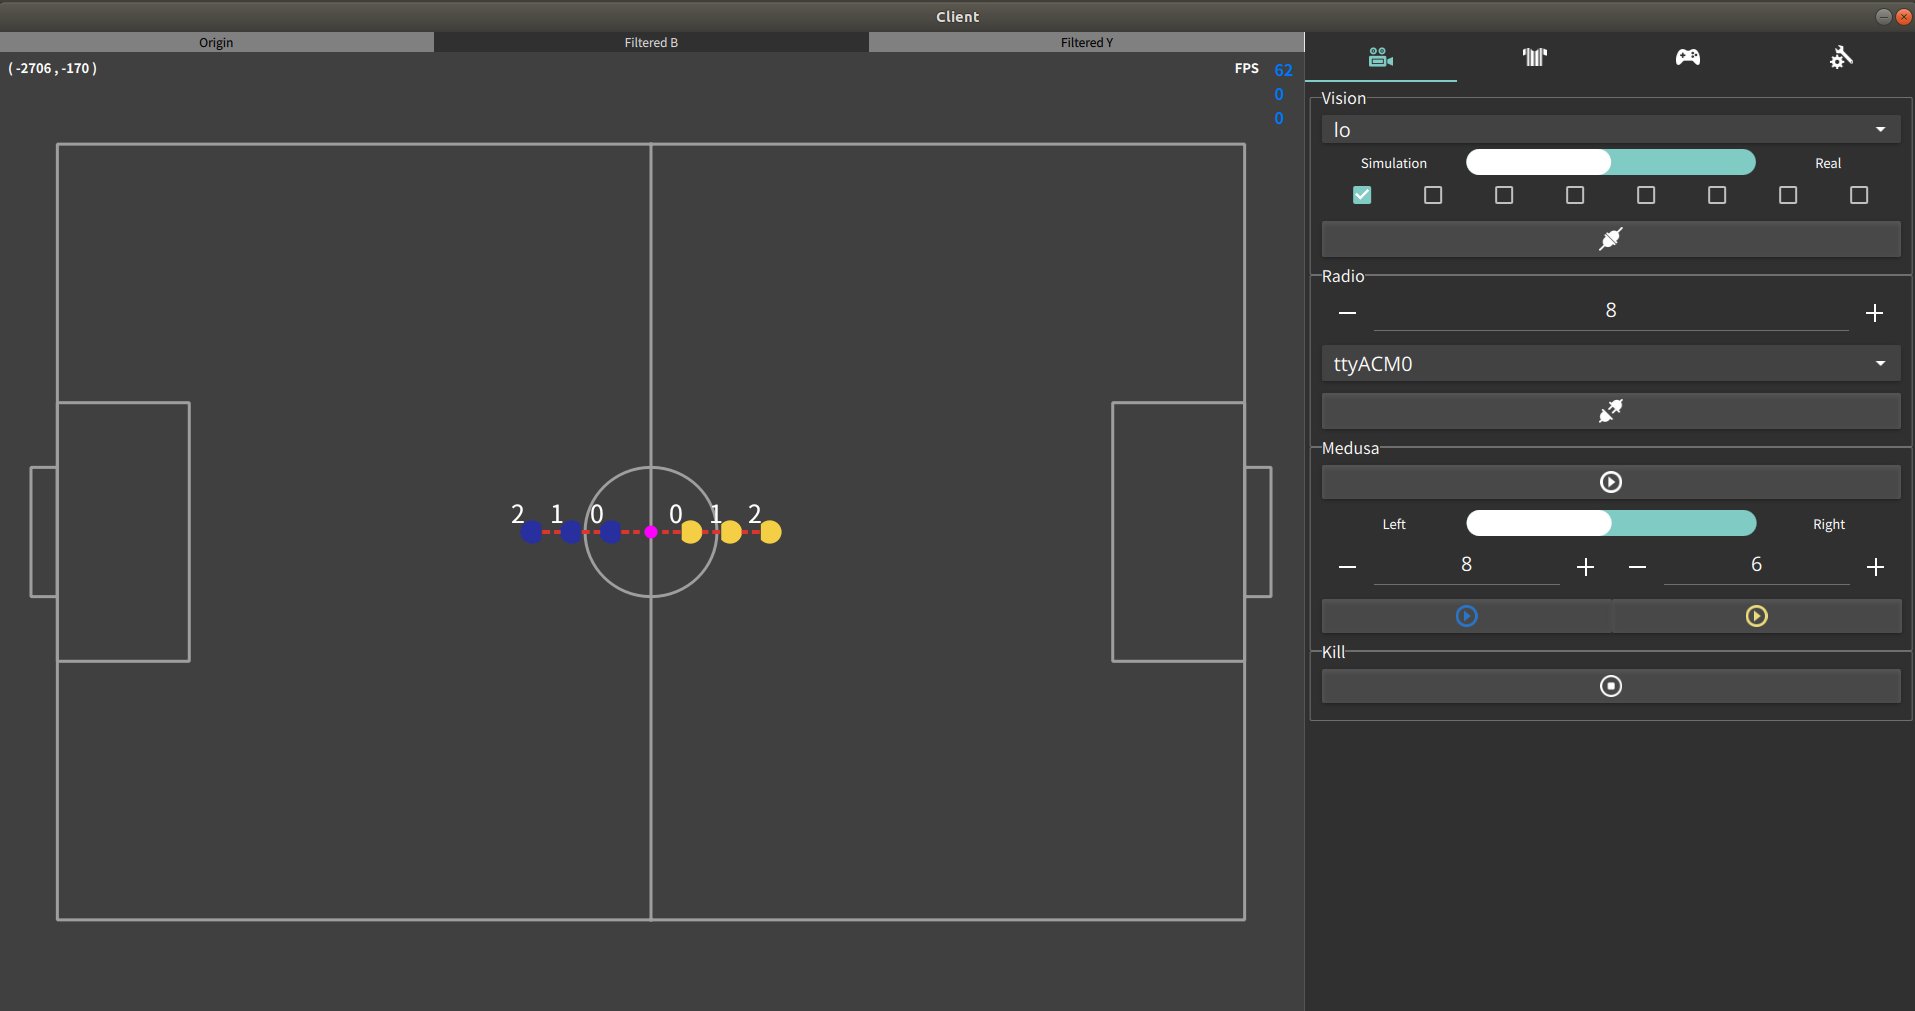 Client
Origin Filtered B Filtered Y
( -2706 , -170 ) FPS 62
0
0
2 1 0 0 1 2
Vision
lo
Simulation Real
Radio
8
ttyACM0
Medusa
Left Right
8 6
Kill